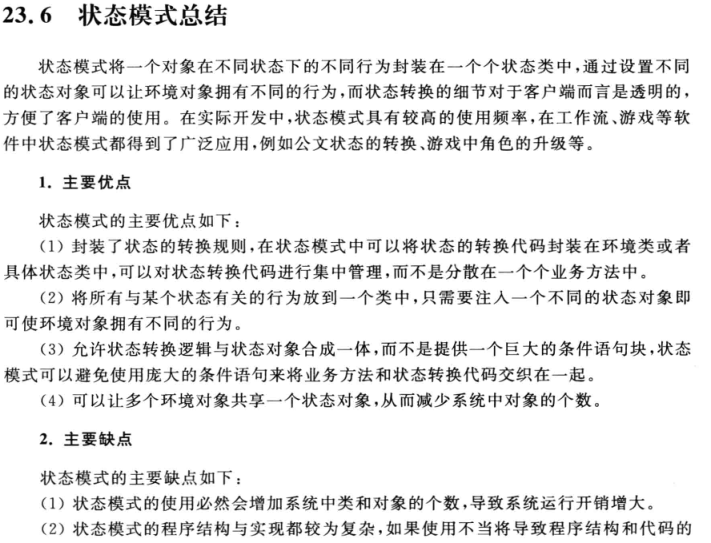 23.6 状态模式总结
状态模式将一个对象在不同状态下的不同行为封装在一个个状态类中,通过设置不同
的状态对象可以让环境对象拥有不同的行为,而状态转换的细节对于客户端而言是透明的,
方便了客户端的使用。在实际开发中,状态模式具有较高的使用频率,在工作流、游戏等软
件中状态模式都得到了广泛应用,例如公文状态的转换、游戏中角色的升级等。
1. 主要优点
状态模式的主要优点如下:
(1) 封装了状态的转换规则,在状态模式中可以将状态的转换代码封装在环境类或者
具体状态类中,可以对状态转换代码进行集中管理,而不是分散在一个个业务方法中。
(2) 将所有与某个状态有关的行为放到一个类中,只需要注入一个不同的状态对象即
可使环境对象拥有不同的行为。
(3) 允许状态转换逻辑与状态对象合成一体,而不是提供一个巨大的条件语句块,状态
模式可以避免使用庞大的条件语句来将业务方法和状态转换代码交织在一起。
(4) 可以让多个环境对象共享一个状态对象,从而减少系统中对象的个数。
2. 主要缺点
状态模式的主要缺点如下:
(1) 状态模式的使用必然会增加系统中类和对象的个数,导致系统运行开销增大。
(2) 状态模式的程序结构与实现都较为复杂,如果使用不当将导致程序结构和代码的